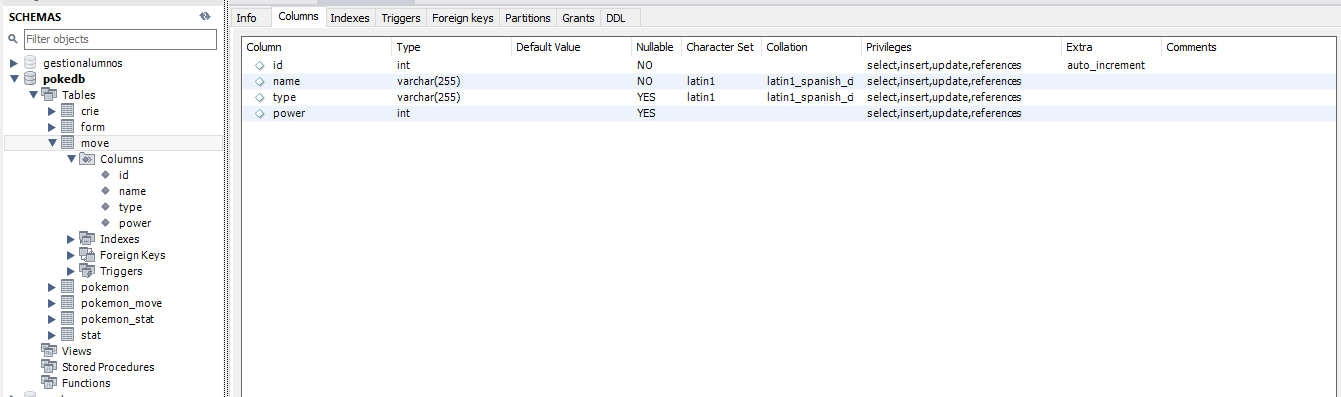 SCHEMAS
Filter objects
gestionalumnos
pokedb
Tables
crie
form
move
Columns
id
name
type
power
Indexes
Foreign Keys
Triggers
pokemon
pokemon_move
pokemon_stat
stat
Views
Stored Procedures
Functions
Info Columns Indexes Triggers Foreign keys Partitions Grants DDL
Column Type Default Value Nullable Character Set Collation Privileges Extra Comments
id int NO select,insert,update,references auto_increment
name varchar(255) NO latin1 latin1_spanish_ci select,insert,update,references
type varchar(255) YES latin1 latin1_spanish_ci select,insert,update,references
power int YES select,insert,update,references